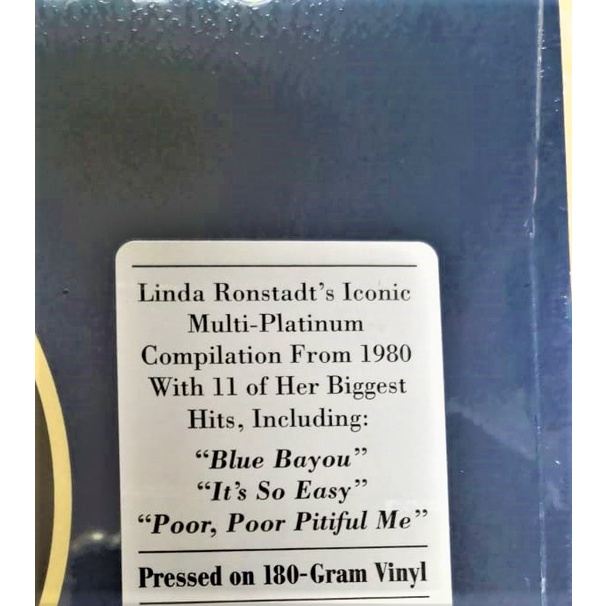 Linda Ronstadt's Iconic
Multi-Platinum
Compilation From 1980
With 11 of Her Biggest
Hits, Including:
"Blue Bayou"
"It's So Easy"
"Poor, Poor Pitiful Me"
Pressed on 180-Gram Vinyl